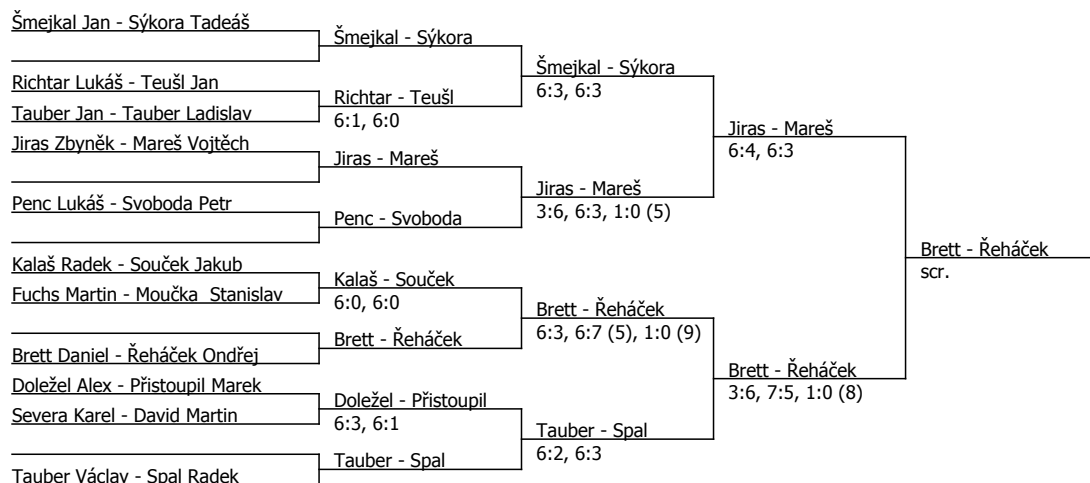 Šmejkal Jan - Sýkora Tadeáš
Richtar Lukáš - Teušl Jan
Tauber Jan - Tauber Ladislav
Jiras Zbyněk - Mareš Vojtěch
Penc Lukáš - Svoboda Petr
Kalaš Radek - Souček Jakub
Fuchs Martin - Moučka  Stanislav
Brett Daniel - Řeháček Ondřej
Doležel Alex - Přistoupil Marek
Severa Karel - David Martin
Tauber Václav - Spal Radek
Šmejkal - Sýkora
Richtar - Teušl
6:1, 6:0
Jiras - Mareš
Penc - Svoboda
Kalaš - Souček
6:0, 6:0
Brett - Řeháček
Doležel - Přistoupil
6:3, 6:1
Tauber - Spal
Šmejkal - Sýkora
6:3, 6:3
Jiras - Mareš
3:6, 6:3, 1:0 (5)
Brett - Řeháček
6:3, 6:7 (5), 1:0 (9)
Tauber - Spal
6:2, 6:3
Jiras - Mareš
6:4, 6:3
Brett - Řeháček
3:6, 7:5, 1:0 (8)
Brett - Řeháček
scr.